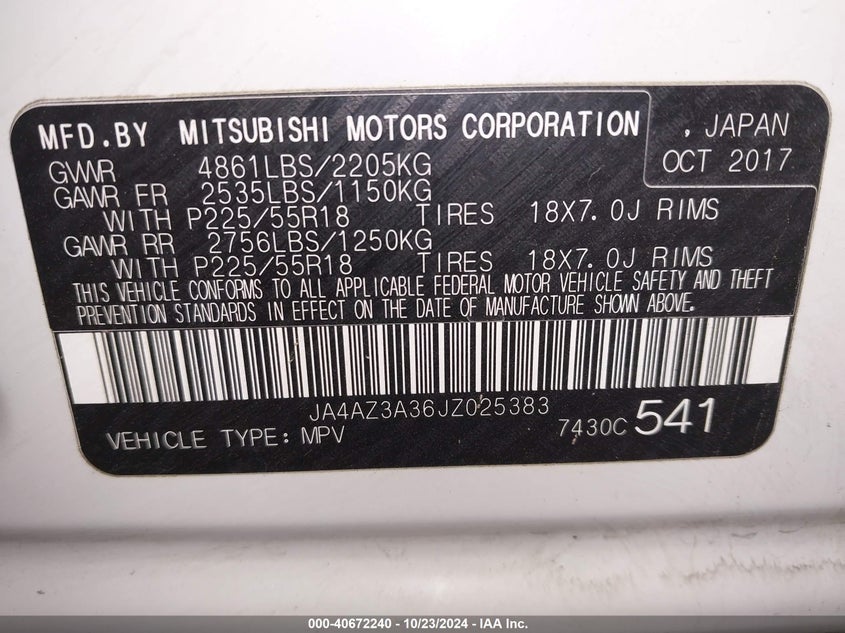 MFD.BY MITSUBISHI MOTORS CORPORATION , JAPAN
GVWR 4861LBS/2205KG OCT 2017
GAWR FR 2535LBS/1150KG
WITH P225/55R18 TIRES 18X7.0J RIMS
GAWR RR 2756LBS/1250KG
WITH P225/55R18 TIRES 18X7.0J RIMS
THIS VEHICLE CONFORMS TO ALL APPLICABLE FEDERAL MOTOR VEHICLE SAFETY AND THEFT
PREVENTION STANDARDS IN EFFECT ON THE DATE OF MANUFACTURE SHOWN ABOVE.
JA4AZ3A36JZ025383
VEHICLE TYPE: MPV 7430C 541
000-40672240 - 10/23/2024 - IAA Inc.